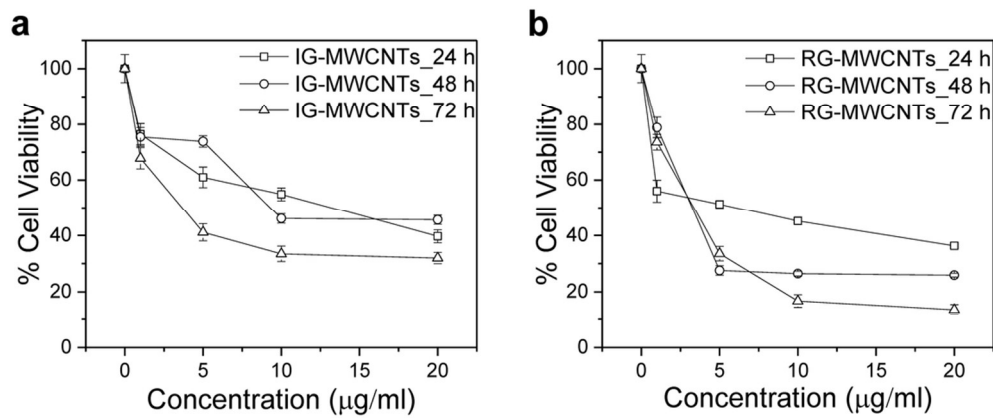 a
IG-MWCNTs_24 h
IG-MWCNTs_48 h
IG-MWCNTs_72 h
% Cell Viability
100
80
60
40
20
0
0 5 10 15 20
Concentration (μg/ml)
b
RG-MWCNTs_24 h
RG-MWCNTs_48 h
RG-MWCNTs_72 h
% Cell Viability
100
80
60
40
20
0
0 5 10 15 20
Concentration (μg/ml)